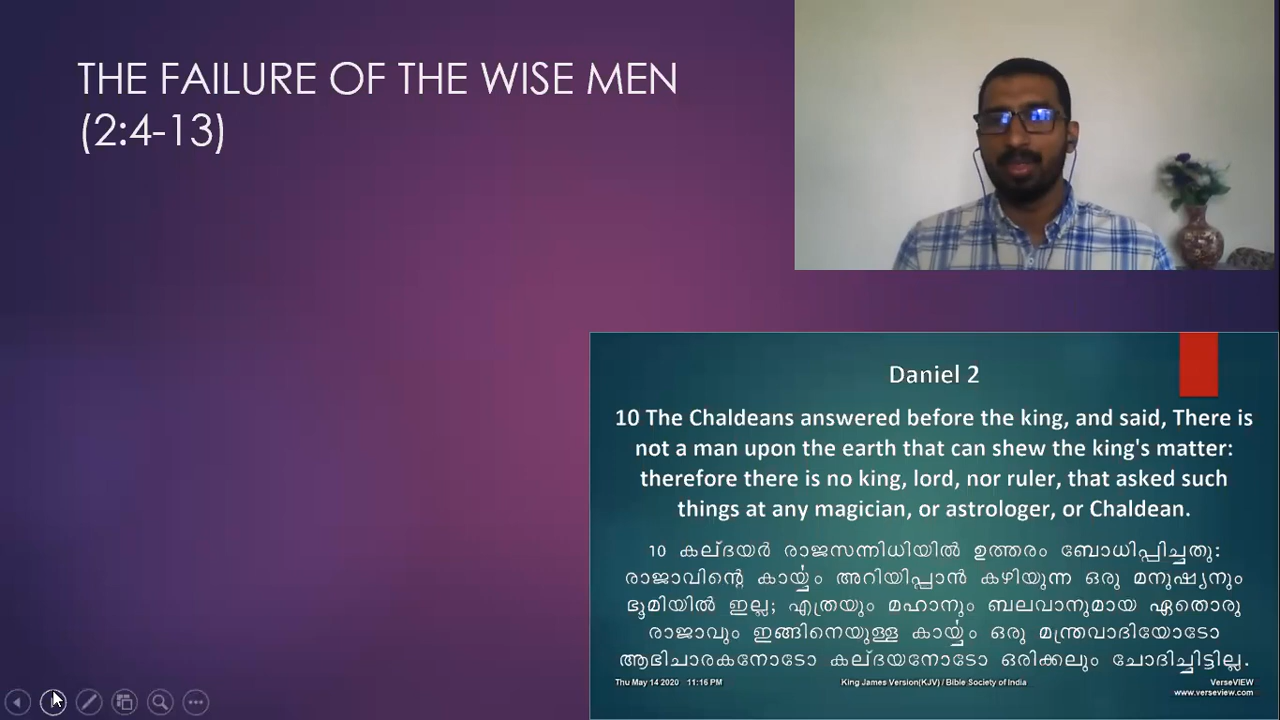 THE FAILURE OF THE WISE MEN
(2:4-13)
Daniel 2
10 The Chaldeans answered before the king, and said, There is
not a man upon the earth that can shew the king's matter:
therefore there is no king, lord, nor ruler, that asked such
things at any magician, or astrologer, or Chaldean.
10 കല്ദയർ രാജസന്നിധിയിൽ ഉത്തരം ബോധിപ്പിച്ചതു:
രാജാവിന്റെ കാൎയ്യം അറിയിപ്പാൻ കഴിയുന്ന ഒരു മനുഷ്യനും
ഭൂമിയിൽ ഇല്ല; എത്രയും മഹാനും ബലവാനുമായ ഏതൊരു
രാജാവും ഇങ്ങിനെയുള്ള കാൎയ്യം ഒരു മന്ത്രവാദിയോടോ
ആഭിചാരകനോടോ കല്ദയനോടോ ഒരിക്കലും ചോദിച്ചിട്ടില്ല.
Thu May 14 2020 11:16 PM King James Version(KJV) / Bible Society of India VerseVIEW
www.verseview.com